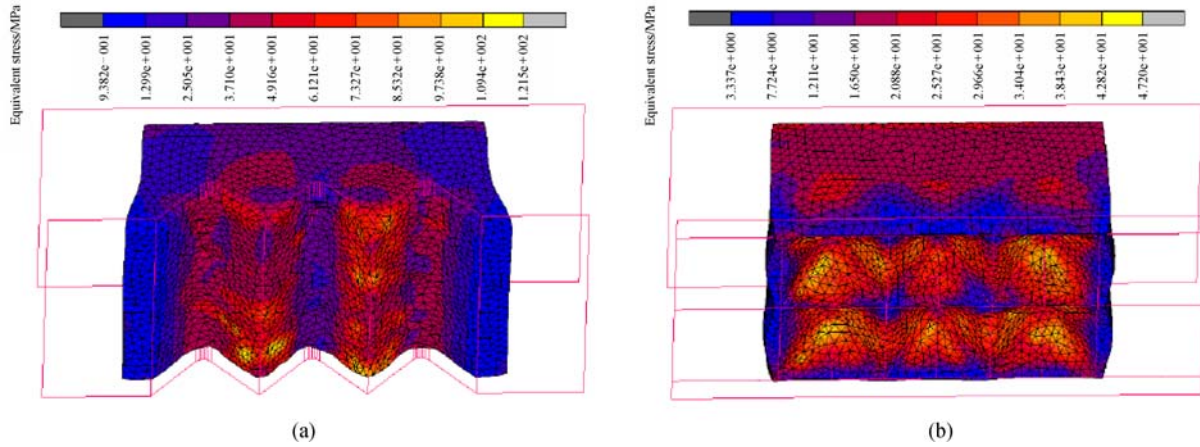 Equivalent stress/MPa
9.382e−001
1.299e+001
2.505e+001
3.710e+001
4.916e+001
6.121e+001
7.327e+001
8.532e+001
9.738e+001
1.094e+002
1.215e+002
(a)
Equivalent stress/MPa
3.337e+000
7.724e+000
1.211e+001
1.650e+001
2.088e+001
2.527e+001
2.966e+001
3.404e+001
3.843e+001
4.282e+001
4.720e+001
(b)